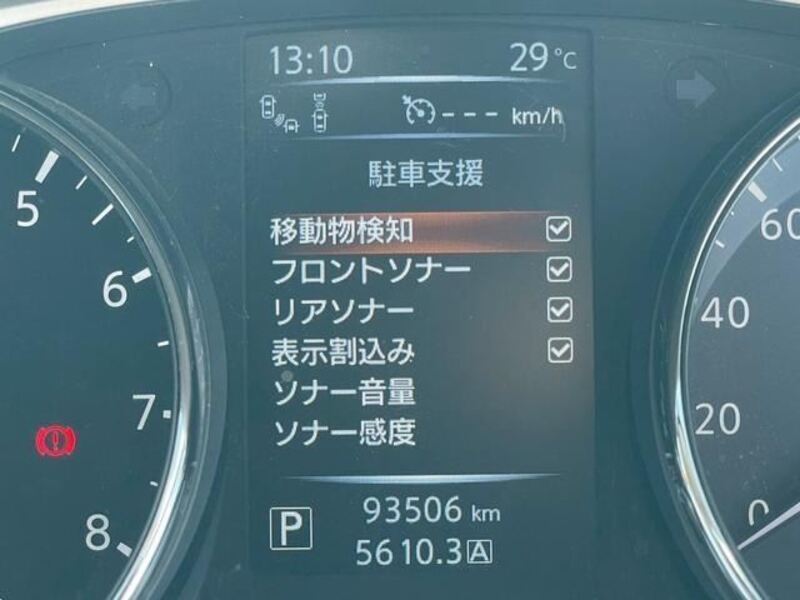 13:10 29℃
--- km/h
駐車支援
移動物検知
フロントソナー
リアソナー
表示割込み
ソナー音量
ソナー感度
P 93506 km
5610.3 A
5
6
7
8
60
40
20
0